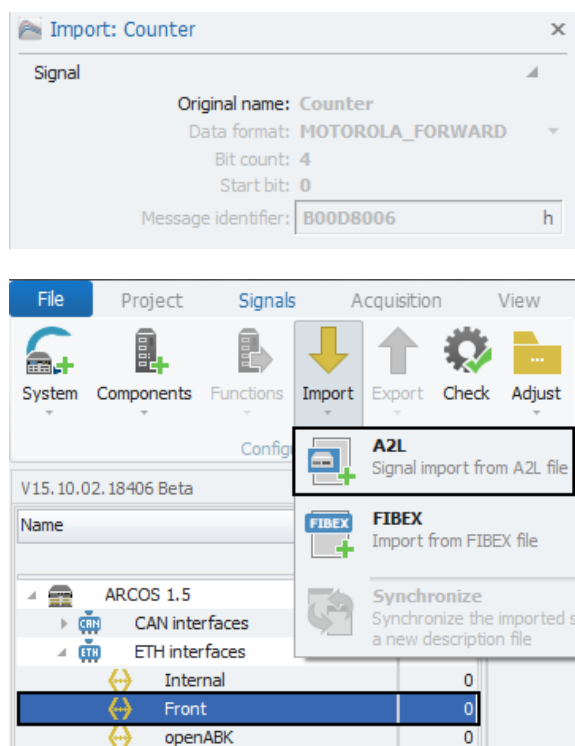 Import: Counter
Signal
Original name: Counter
Data format: MOTOROLA_FORWARD
Bit count: 4
Start bit: 0
Message identifier: B00D8006 h
File Project Signals Acquisition View
System Components Functions Import Export Check Adjust
Config
A2L
Signal import from A2L file
V15.10.02.18406 Beta
FIBEX
FIBEX
Import from FIBEX file
Name
Synchronize
Synchronize the imported s
a new description file
ARCOS 1.5
CAN CAN interfaces
ETH ETH interfaces
Internal 0
Front 0
openABK 0